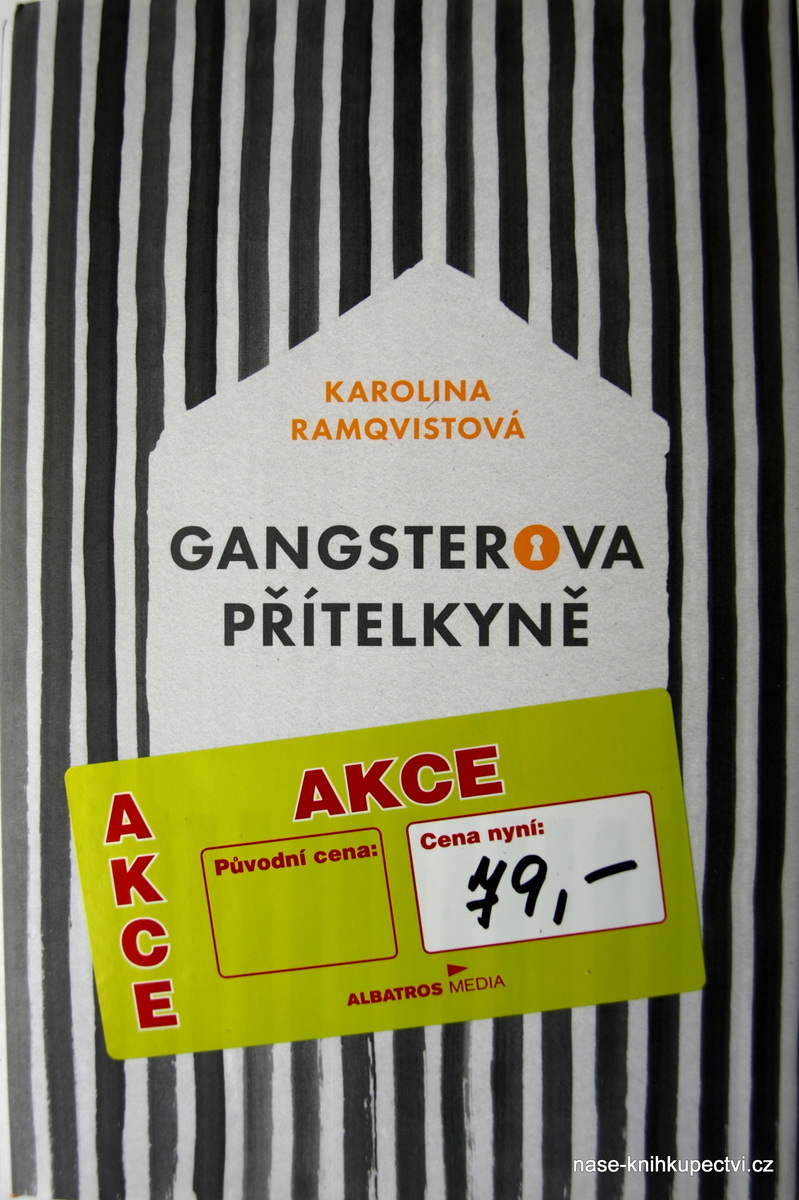 KAROLINA
RAMQVISTOVÁ
GANGSTEROVA
PŘÍTELKYNĚ
AKCE
AKCE
Původní cena:
Cena nyní:
79,–
ALBATROS MEDIA
nase-knihkupectvi.cz